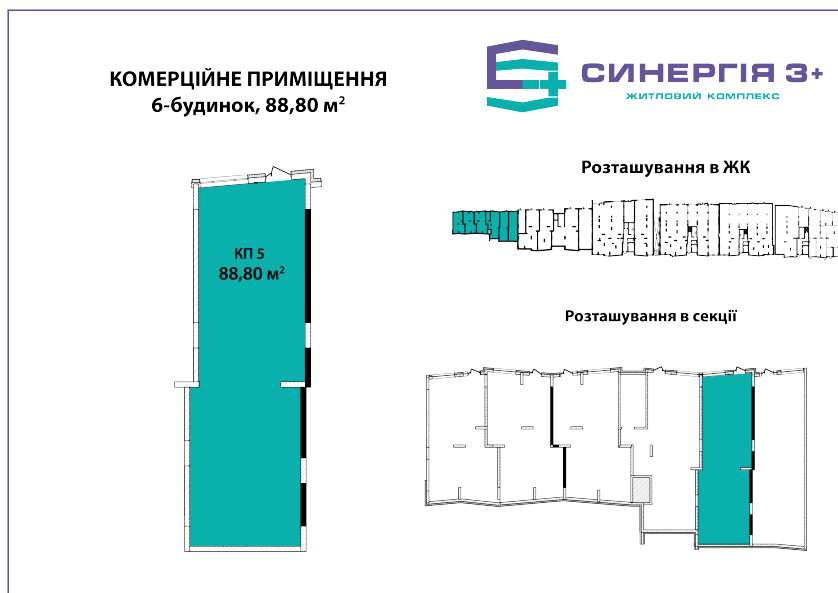 КОМЕРЦІЙНЕ ПРИМІЩЕННЯ
6-будинок, 88,80 м²
СИНЕРГІЯ 3+
ЖИТЛОВИЙ КОМПЛЕКС
Розташування в ЖК
КП 5
88,80 м²
Розташування в секції